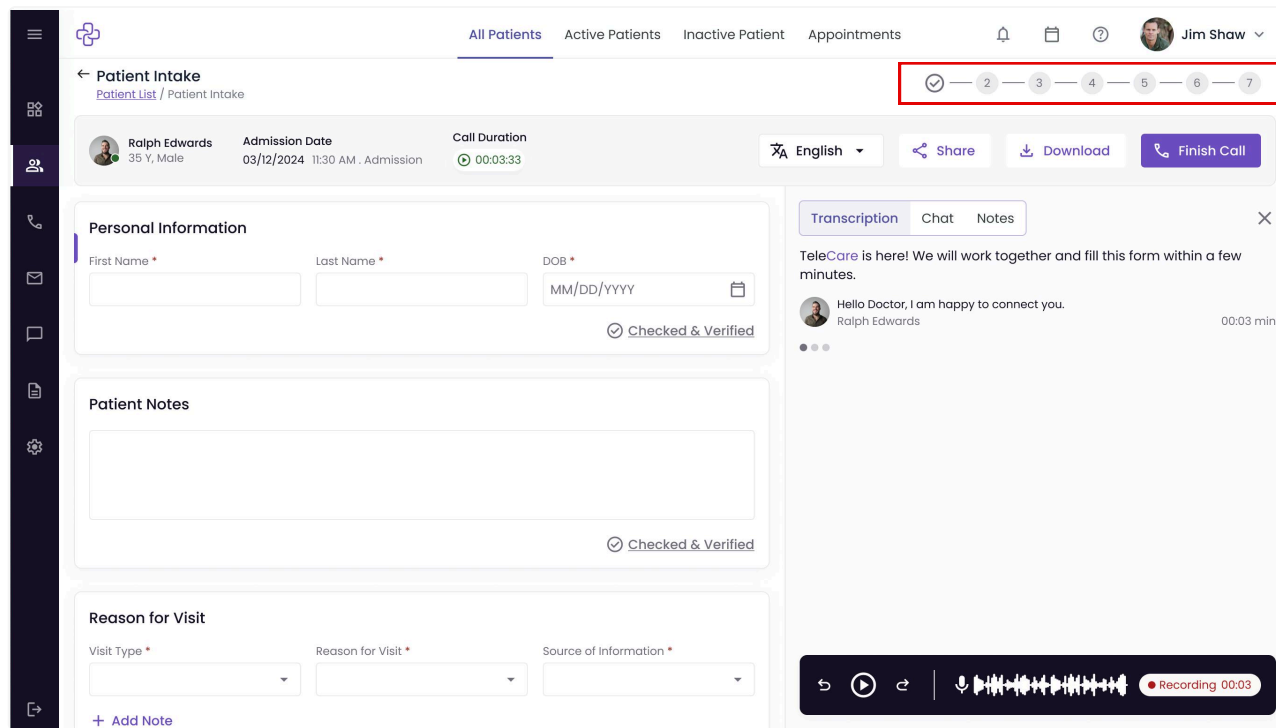 All Patients Active Patients Inactive Patient Appointments Jim Shaw
Patient Intake
Patient List / Patient Intake
2 3 4 5 6 7
Ralph Edwards
35 Y, Male
Admission Date
03/12/2024 11:30 AM . Admission
Call Duration
00:03:33
English Share Download Finish Call
Personal Information
First Name * Last Name * DOB *
MM/DD/YYYY
Checked & Verified
Patient Notes
Checked & Verified
Reason for Visit
Visit Type * Reason for Visit * Source of Information *
+ Add Note
Transcription Chat Notes
TeleCare is here! We will work together and fill this form within a few
minutes.
Hello Doctor, I am happy to connect you.
Ralph Edwards 00:03 min
Recording 00:03